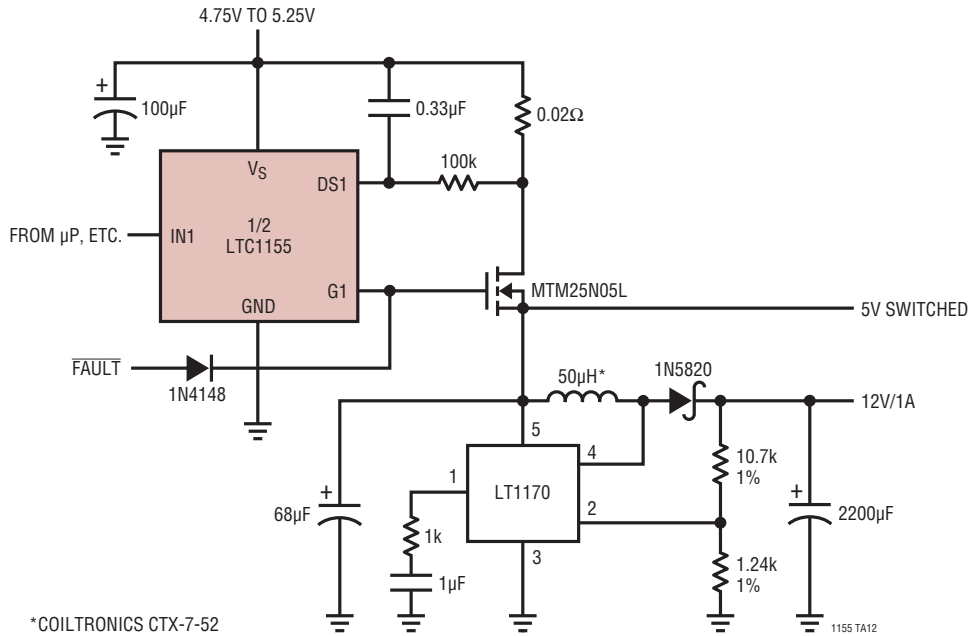 4.75V TO 5.25V
+
100µF
0.33µF
0.02Ω
100k
VS
DS1
1/2
LTC1155
FROM µP, ETC.
IN1
G1
GND
MTM25N05L
5V SWITCHED
FAULT
1N4148
50µH*
1N5820
12V/1A
5
4
1
LT1170
2
3
10.7k
1%
+
68µF
1k
1µF
+
2200µF
1.24k
1%
*COILTRONICS CTX-7-52
1155 TA12